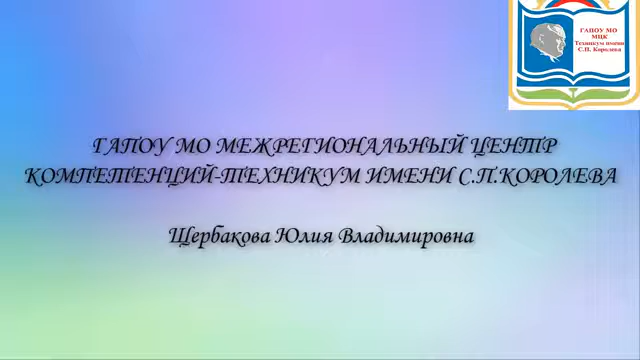 ГАПОУ МО
МЦК
Техникум имени
С.П. Королева
ГАПОУ МО МЕЖРЕГИОНАЛЬНЫЙ ЦЕНТР
КОМПЕТЕНЦИЙ-ТЕХНИКУМ ИМЕНИ С.П.КОРОЛЕВА
Щербакова Юлия Владимировна